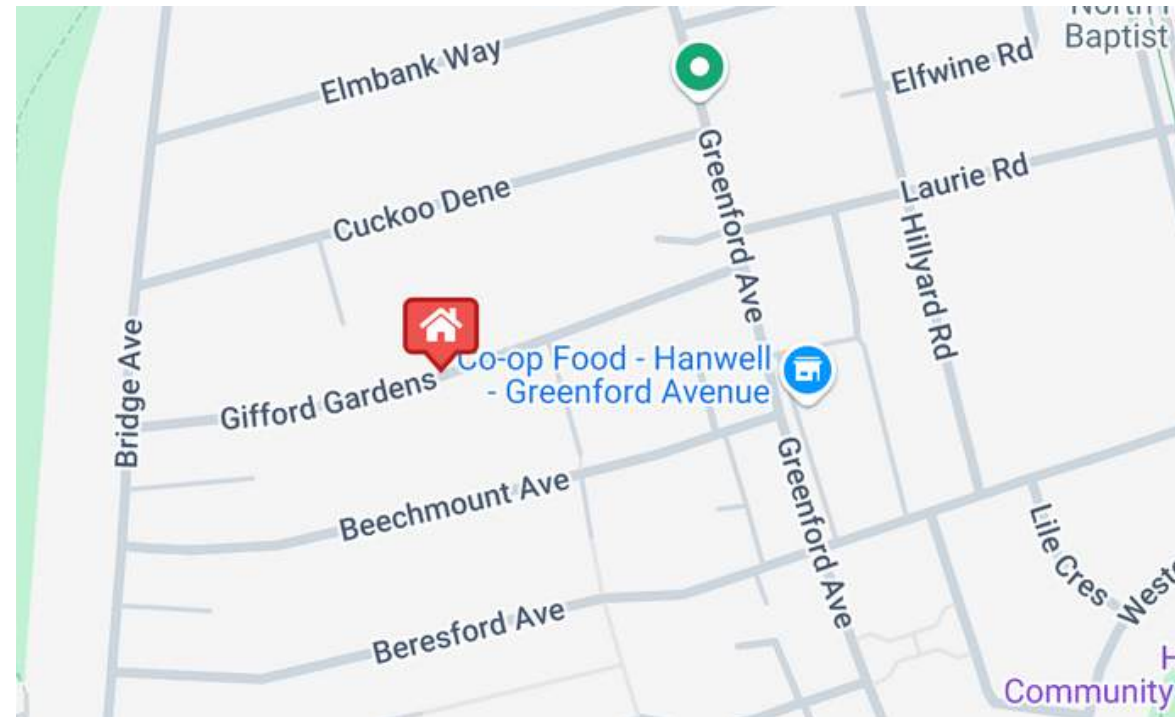 Baptist
Elmbank Way
Elfwine Rd
Greenford Ave
Laurie Rd
Cuckoo Dene
Hillyard Rd
Bridge Ave
Co-op Food - Hanwell
- Greenford Avenue
Gifford Gardens
Beechmount Ave
Greenford Ave
Lile Cres
Beresford Ave
Community